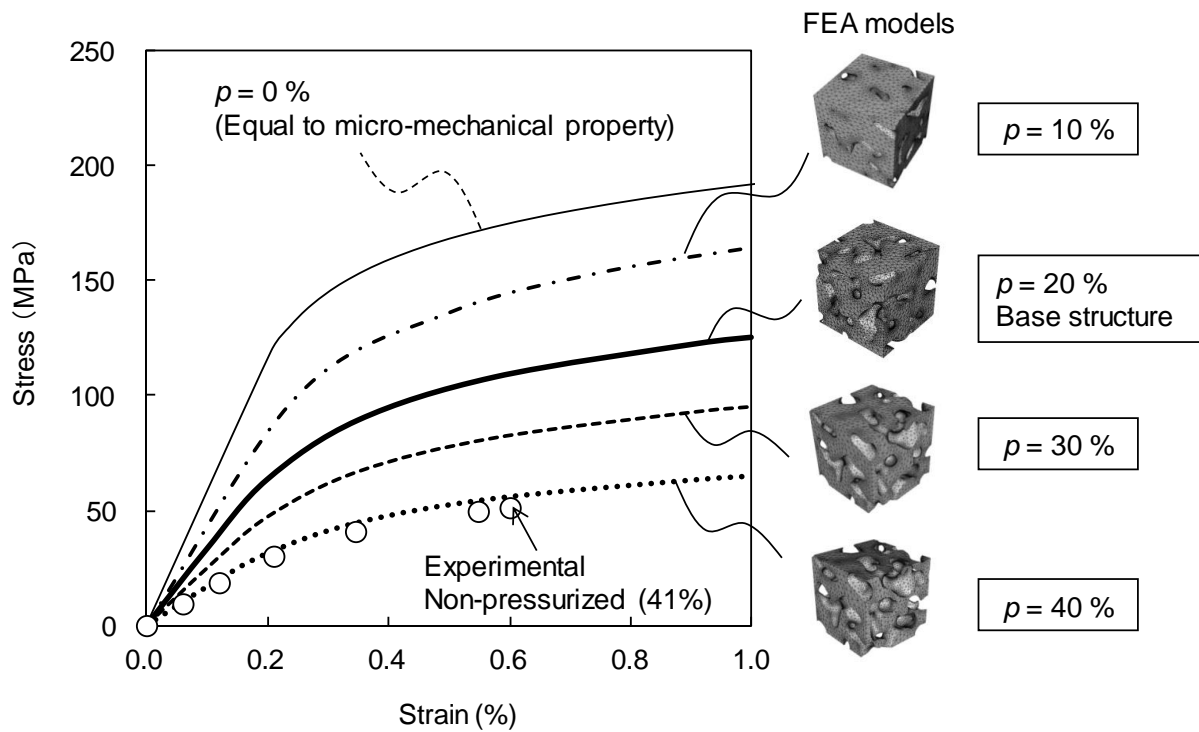 FEA models
250
200
150
100
50
0
Stress (MPa)
p = 0 %
(Equal to micro-mechanical property)
p = 10 %
p = 20 %
Base structure
p = 30 %
p = 40 %
Experimental
Non-pressurized (41%)
0.0 0.2 0.4 0.6 0.8 1.0
Strain (%)